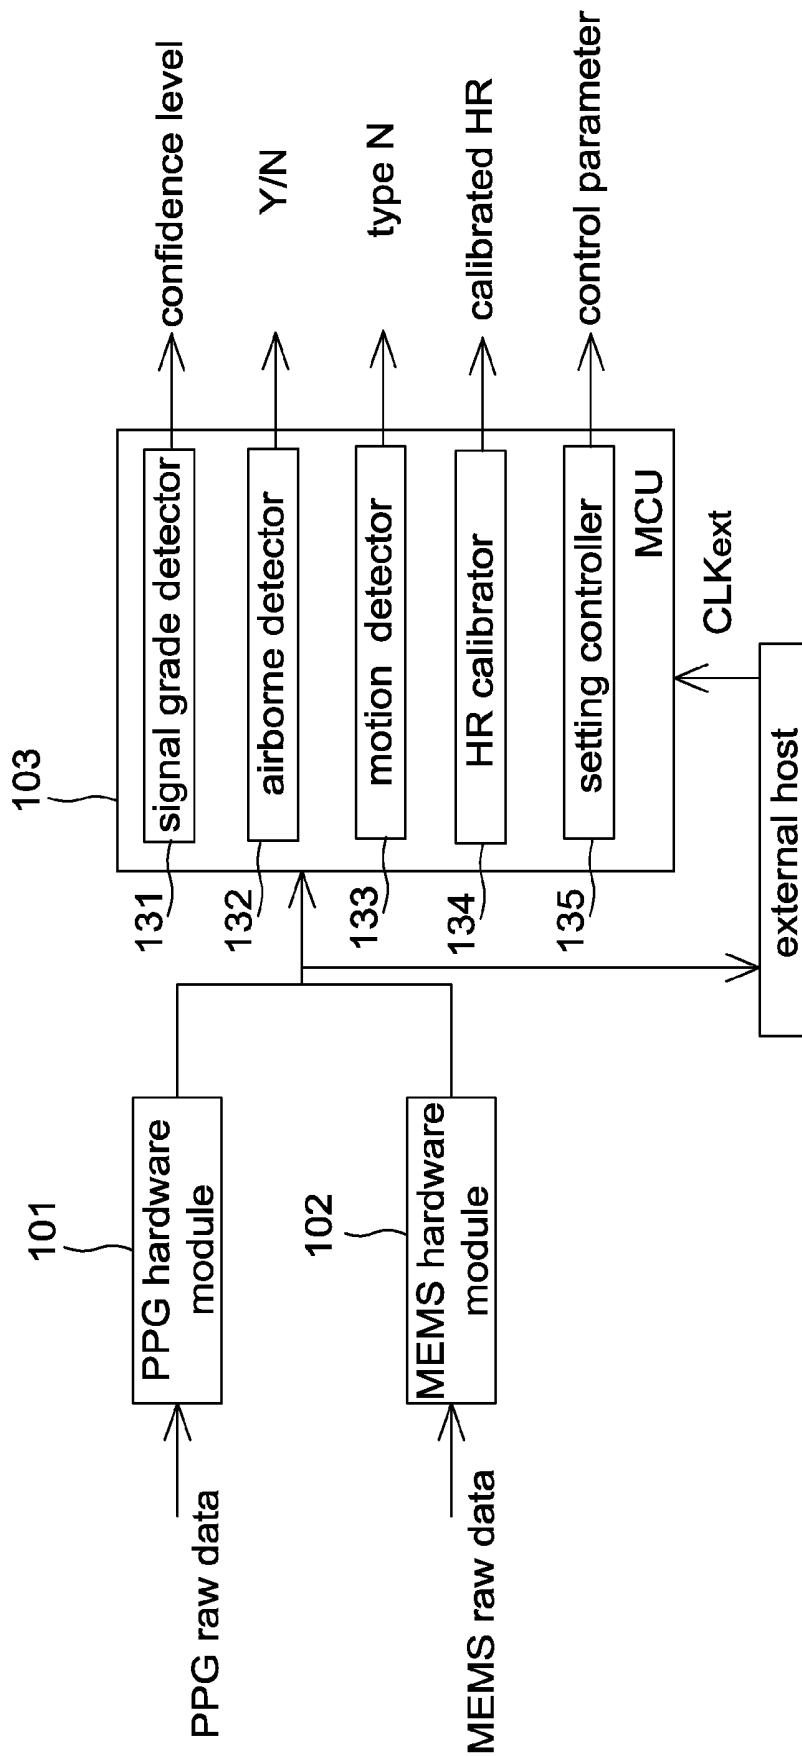 PPG raw data
101
PPG hardware
module
MEMS raw data
102
MEMS hardware
module
103
131
signal grade detector
confidence level
132
airborne detector
Y/N
133
motion detector
type N
134
HR calibrator
calibrated HR
135
setting controller
control parameter
MCU
CLKext
external host